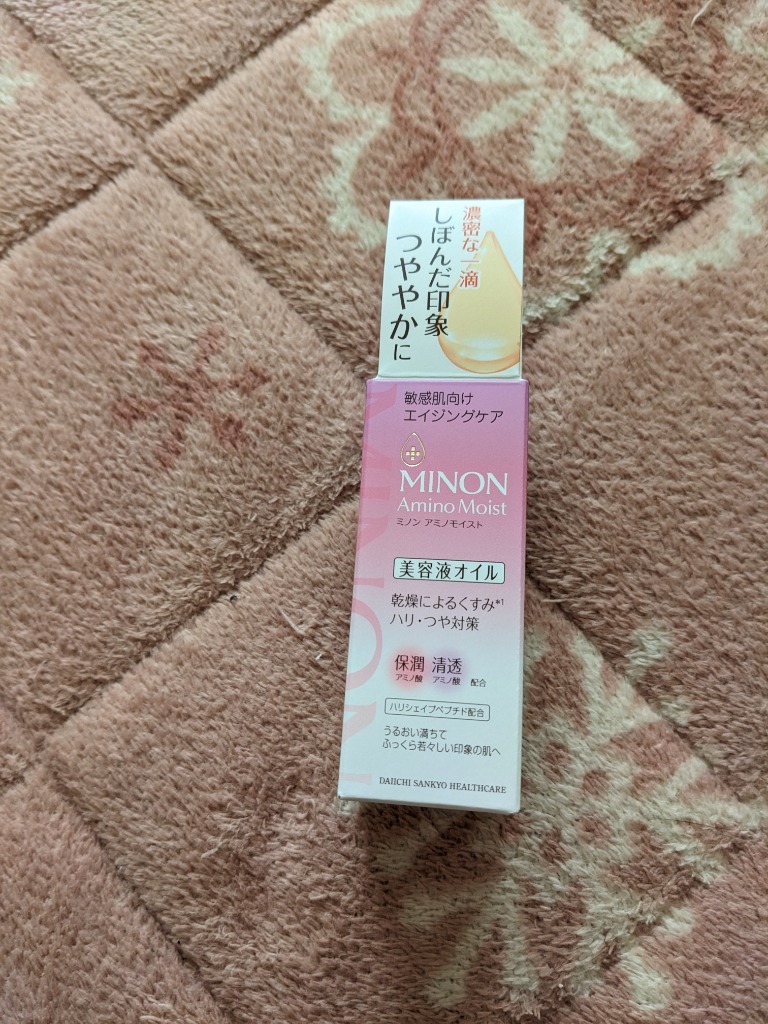 濃密な一滴
しぼんだ印象
つややかに
敏感肌向け
エイジングケア
MINON
Amino Moist
ミノン アミノモイスト
美容液オイル
乾燥によるくすみ*1
ハリ・つや対策
保潤 清透
アミノ酸 アミノ酸 配合
ハリシェイプペプチド配合
うるおい満ちて
ふっくら若々しい印象の肌へ
DAIICHI SANKYO HEALTHCARE
MINON